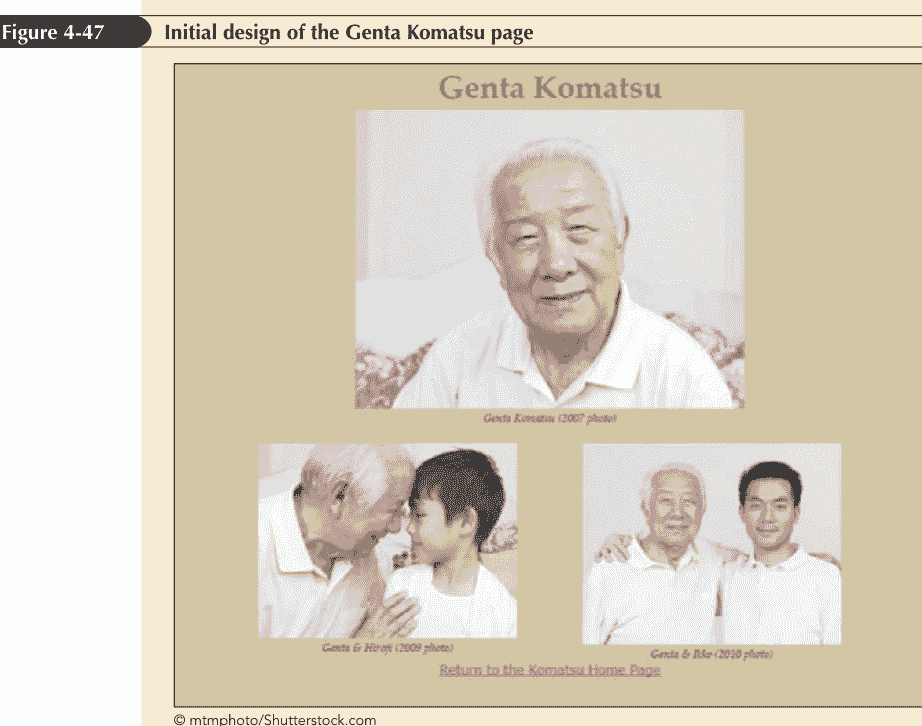 Figure 4-47 Initial design of the Genta Komatsu page
Genta Komatsu
Genta Komatsu (2007 photo)
Genta & Hiroji (2009 photo)
Genta & Riko (2010 photo)
Return to the Komatsu Home Page
© mtmphoto/Shutterstock.com